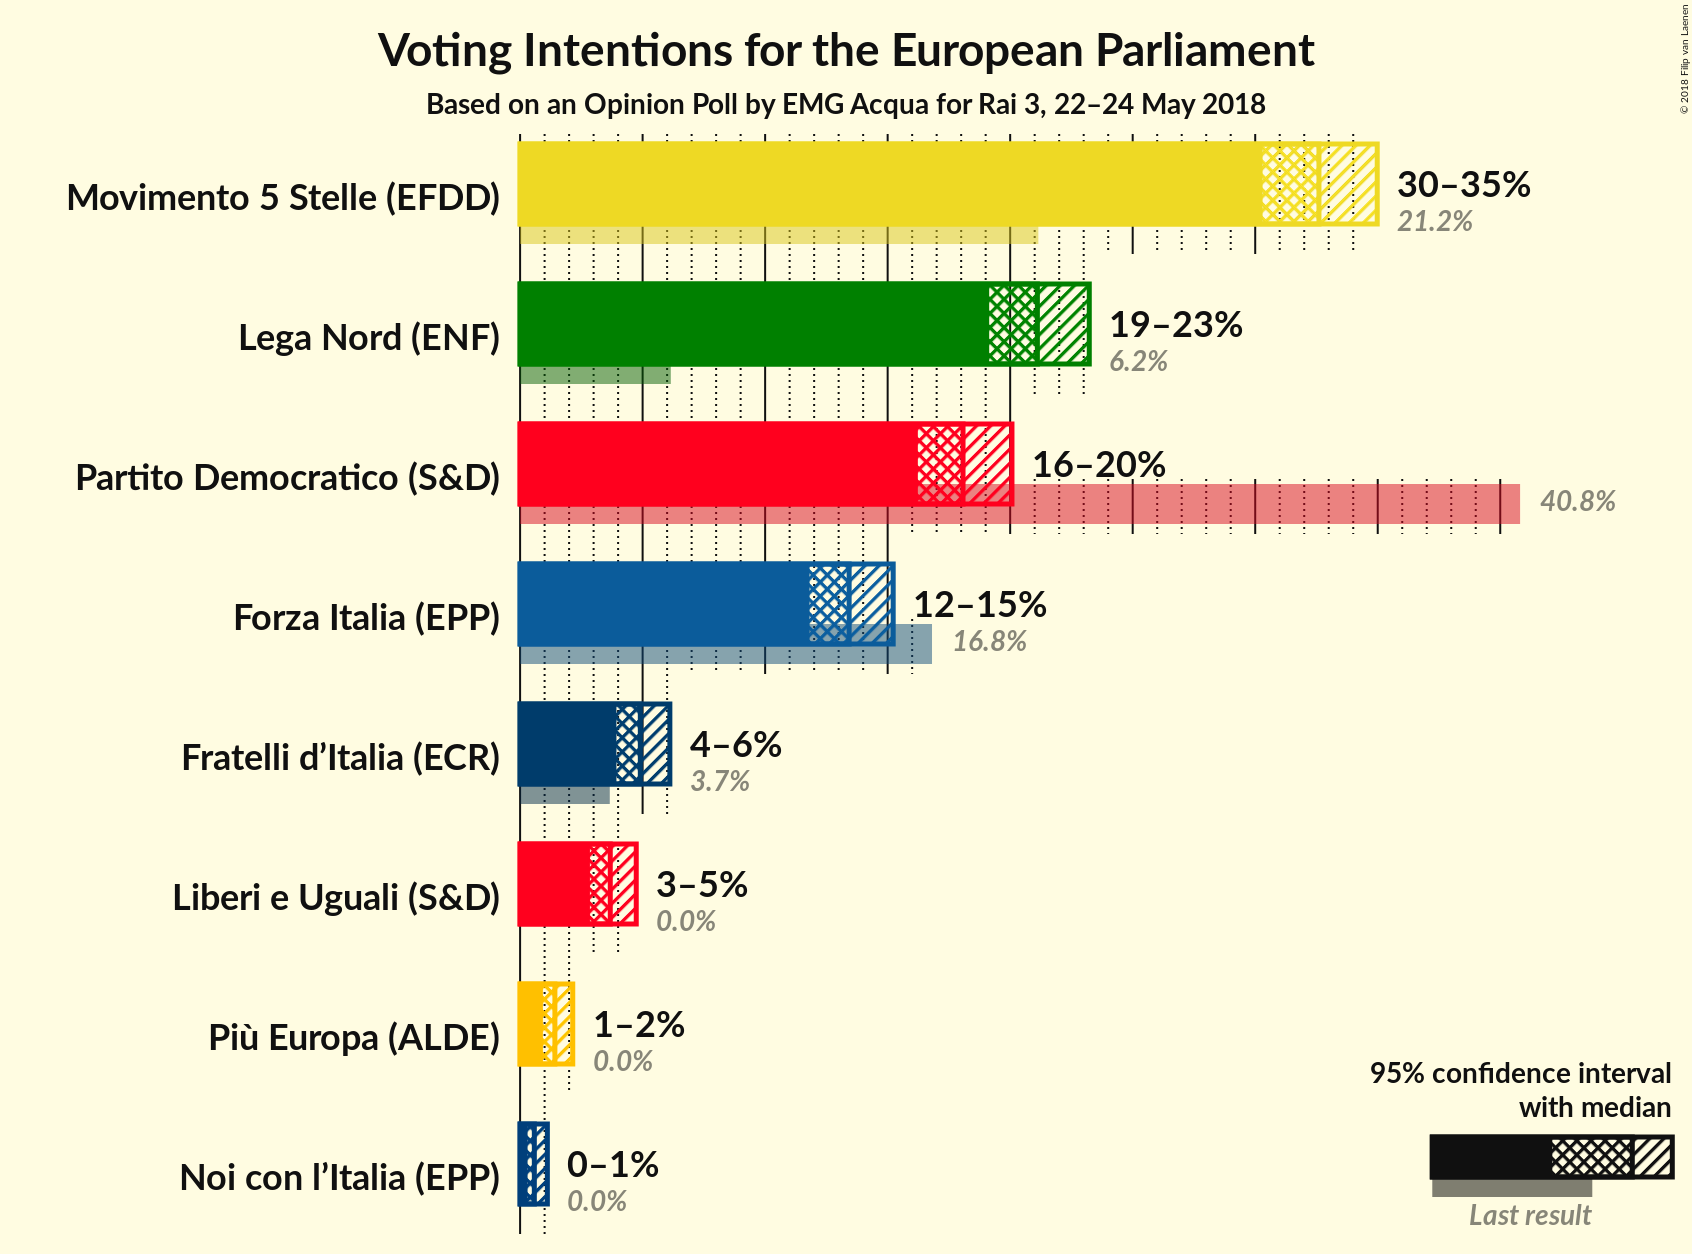 Voting Intentions for the European Parliament
Based on an Opinion Poll by EMG Acqua for Rai 3, 22–24 May 2018
© 2018 Filip van Laenen
Movimento 5 Stelle (EFDD)
30–35%
21.2%
Lega Nord (ENF)
19–23%
6.2%
Partito Democratico (S&D)
16–20%
40.8%
Forza Italia (EPP)
12–15%
16.8%
Fratelli d’Italia (ECR)
4–6%
3.7%
Liberi e Uguali (S&D)
3–5%
0.0%
Più Europa (ALDE)
1–2%
0.0%
Noi con l’Italia (EPP)
0–1%
0.0%
95% confidence interval
with median
Last result